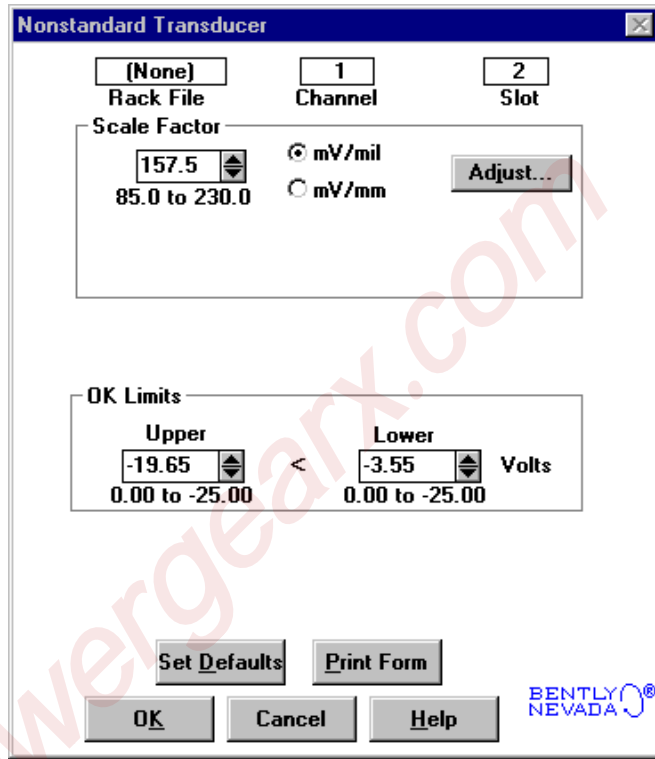 Nonstandard Transducer
(None) 1 2
Rack File Channel Slot
Scale Factor
157.5 mV/mil Adjust...
85.0 to 230.0 mV/mm
OK Limits
Upper Lower
-19.65 < -3.55 Volts
0.00 to -25.00 0.00 to -25.00
Set Defaults Print Form
OK Cancel Help
BENTLY ®
NEVADA
wergearx.com